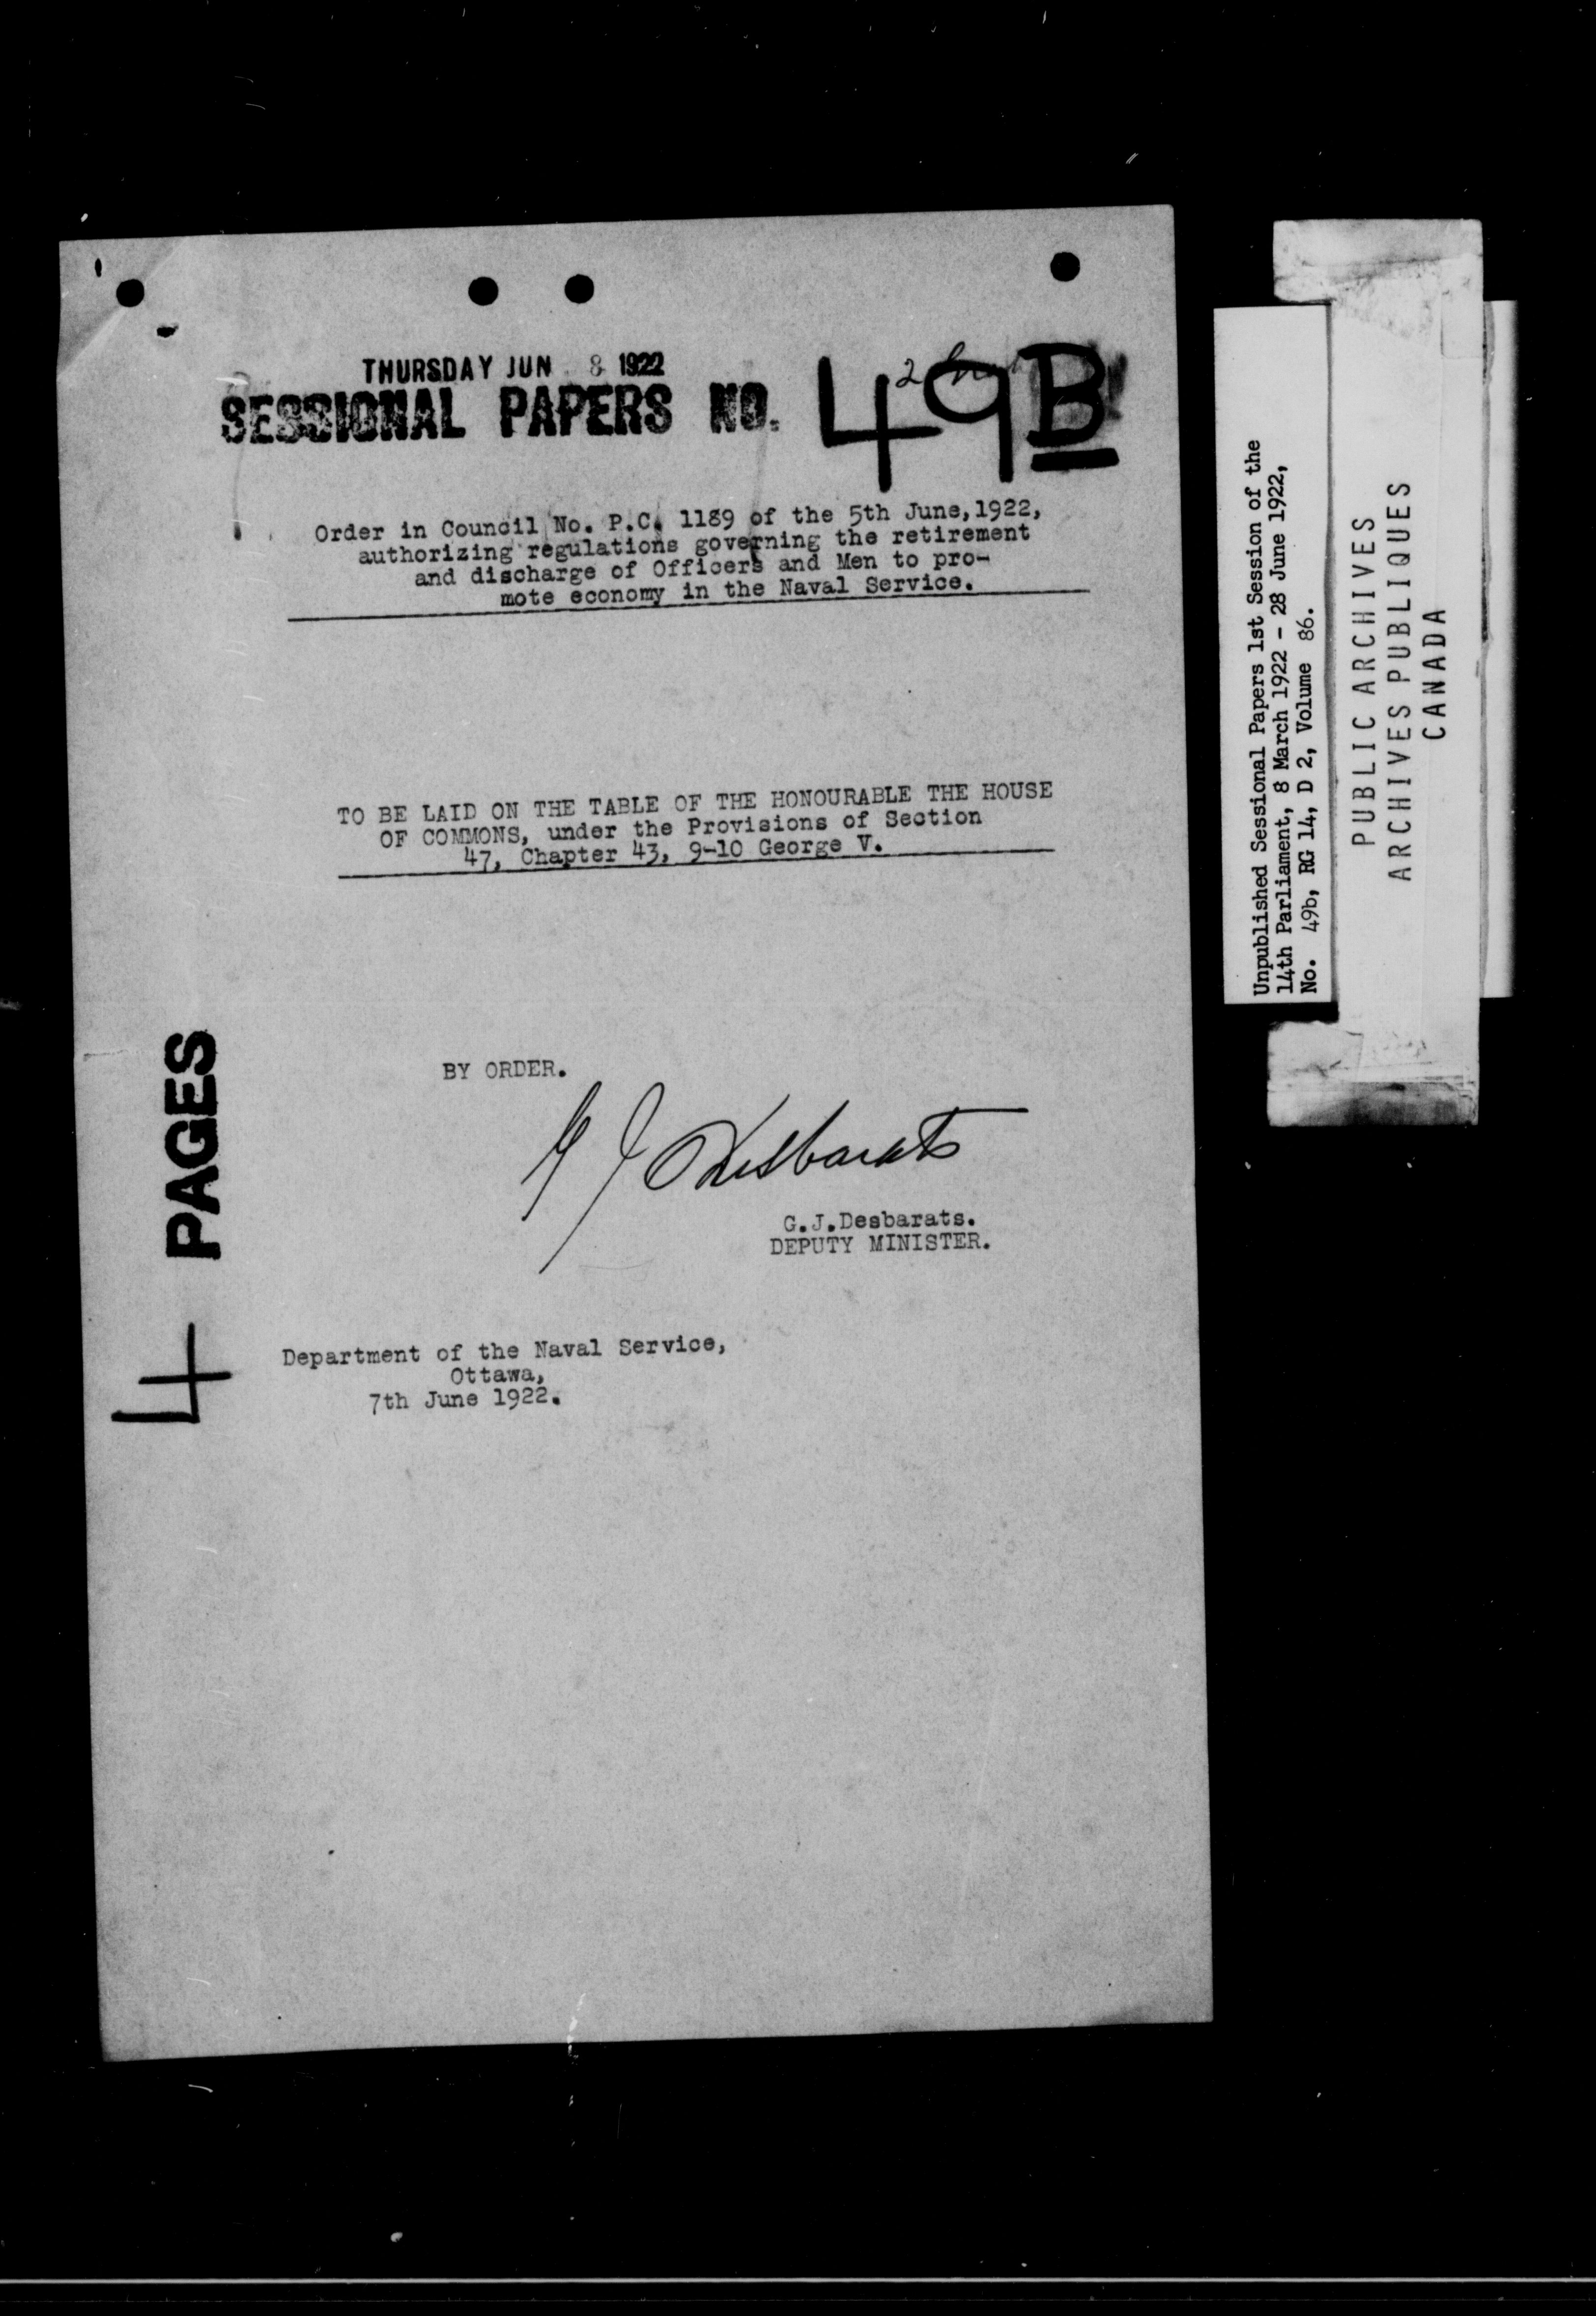 THURSDAY JUN 8 1922
SESSIONAL PAPERS NO. 49B
2
Order in Council No. P.C. 1189 of the 5th June, 1922,
authorizing regulations governing the retirement
and discharge of Officers and Men to pro-
mote economy in the Naval Service.
TO BE LAID ON THE TABLE OF THE HONOURABLE THE HOUSE
OF COMMONS, under the Provisions of Section
47, Chapter 43, 9-10 George V.
BY ORDER.
G J Desbarats
G.J.Desbarats.
DEPUTY MINISTER.
Department of the Naval Service,
Ottawa,
7th June 1922.
4 PAGES
Unpublished Sessional Papers 1st Session of the
14th Parliament, 8 March 1922 - 28 June 1922,
No. 49b, RG 14, D 2, Volume 86.
PUBLIC ARCHIVES
ARCHIVES PUBLIQUES
CANADA